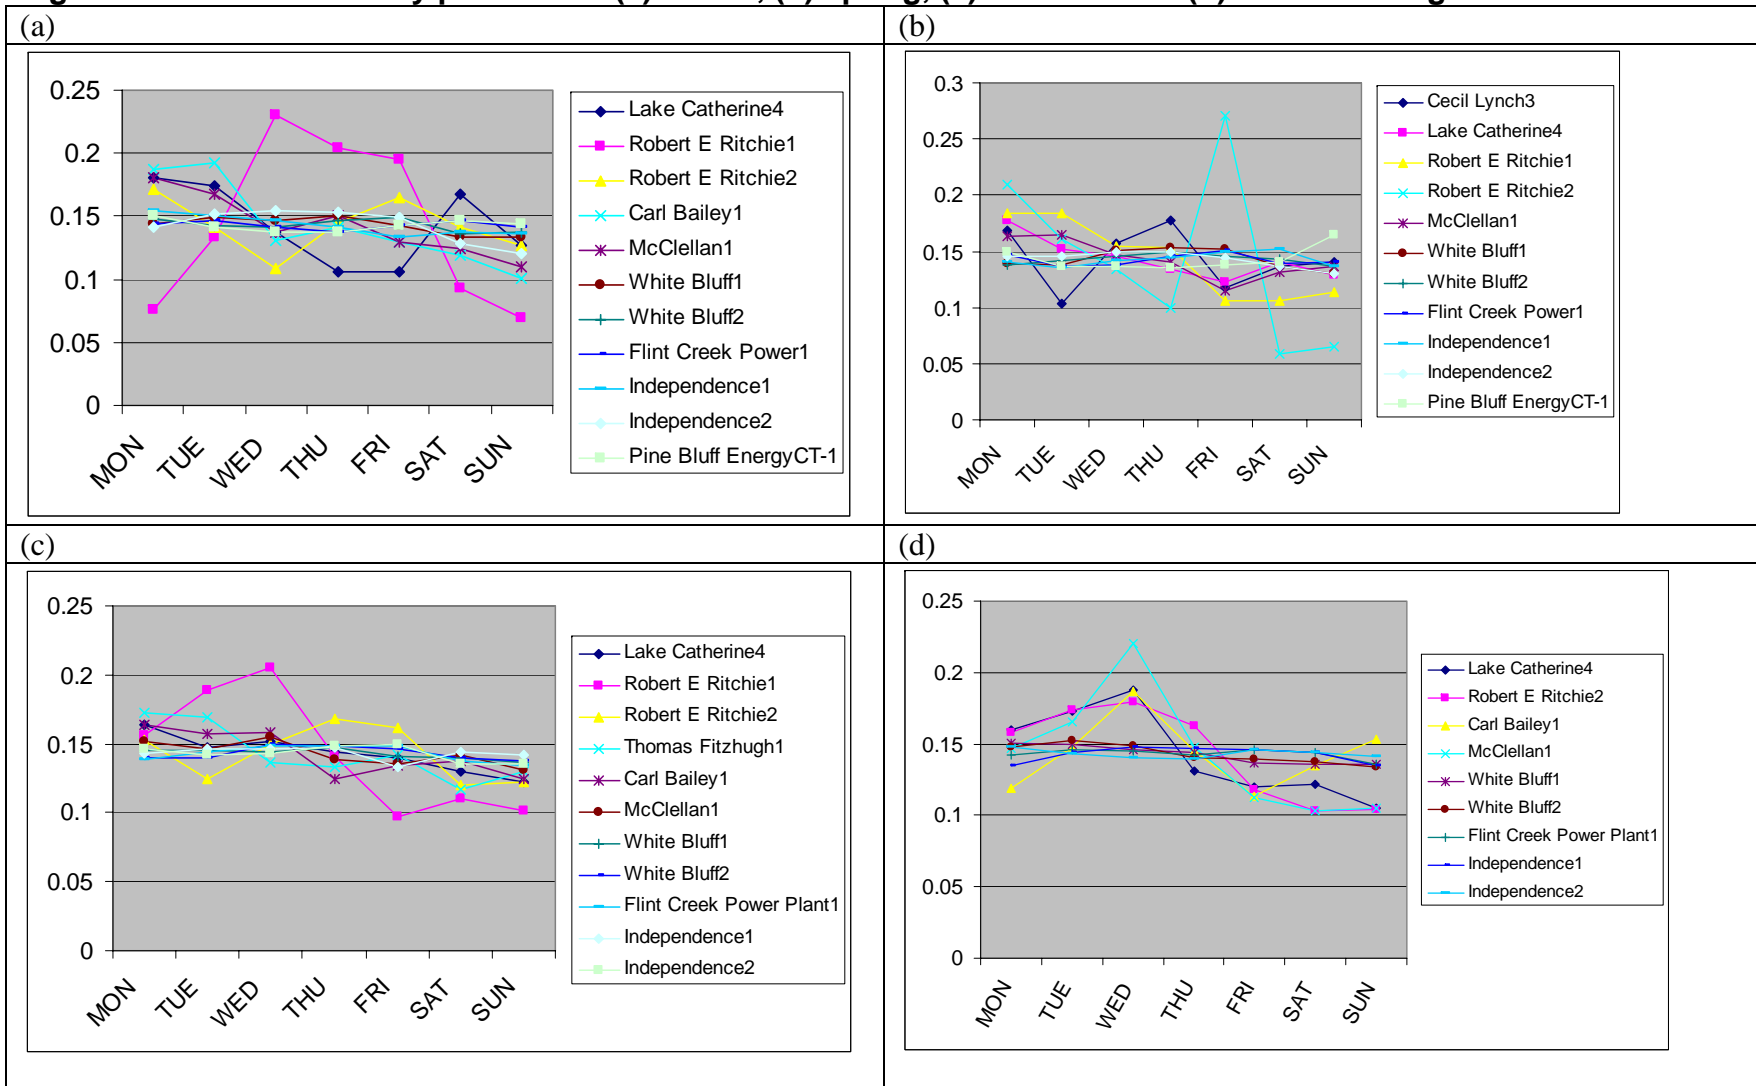 (a)
(b)
0.25
0.2
0.15
0.1
0.05
0
MON
TUE
WED
THU
FRI
SAT
SUN
Lake Catherine4
Robert E Ritchie1
Robert E Ritchie2
Carl Bailey1
McClellan1
White Bluff1
White Bluff2
Flint Creek Power1
Independence1
Independence2
Pine Bluff EnergyCT-1
0.3
0.25
0.2
0.15
0.1
0.05
0
MON
TUE
WED
THU
FRI
SAT
SUN
Cecil Lynch3
Lake Catherine4
Robert E Ritchie1
Robert E Ritchie2
McClellan1
White Bluff1
White Bluff2
Flint Creek Power1
Independence1
Independence2
Pine Bluff EnergyCT-1
(c)
(d)
0.25
0.2
0.15
0.1
0.05
0
MON
TUE
WED
THU
FRI
SAT
SUN
Lake Catherine4
Robert E Ritchie1
Robert E Ritchie2
Thomas Fitzhugh1
Carl Bailey1
McClellan1
White Bluff1
White Bluff2
Flint Creek Power Plant1
Independence1
Independence2
0.25
0.2
0.15
0.1
0.05
0
MON
TUE
WED
THU
FRI
SAT
SUN
Lake Catherine4
Robert E Ritchie2
Carl Bailey1
McClellan1
White Bluff1
White Bluff2
Flint Creek Power Plant1
Independence1
Independence2